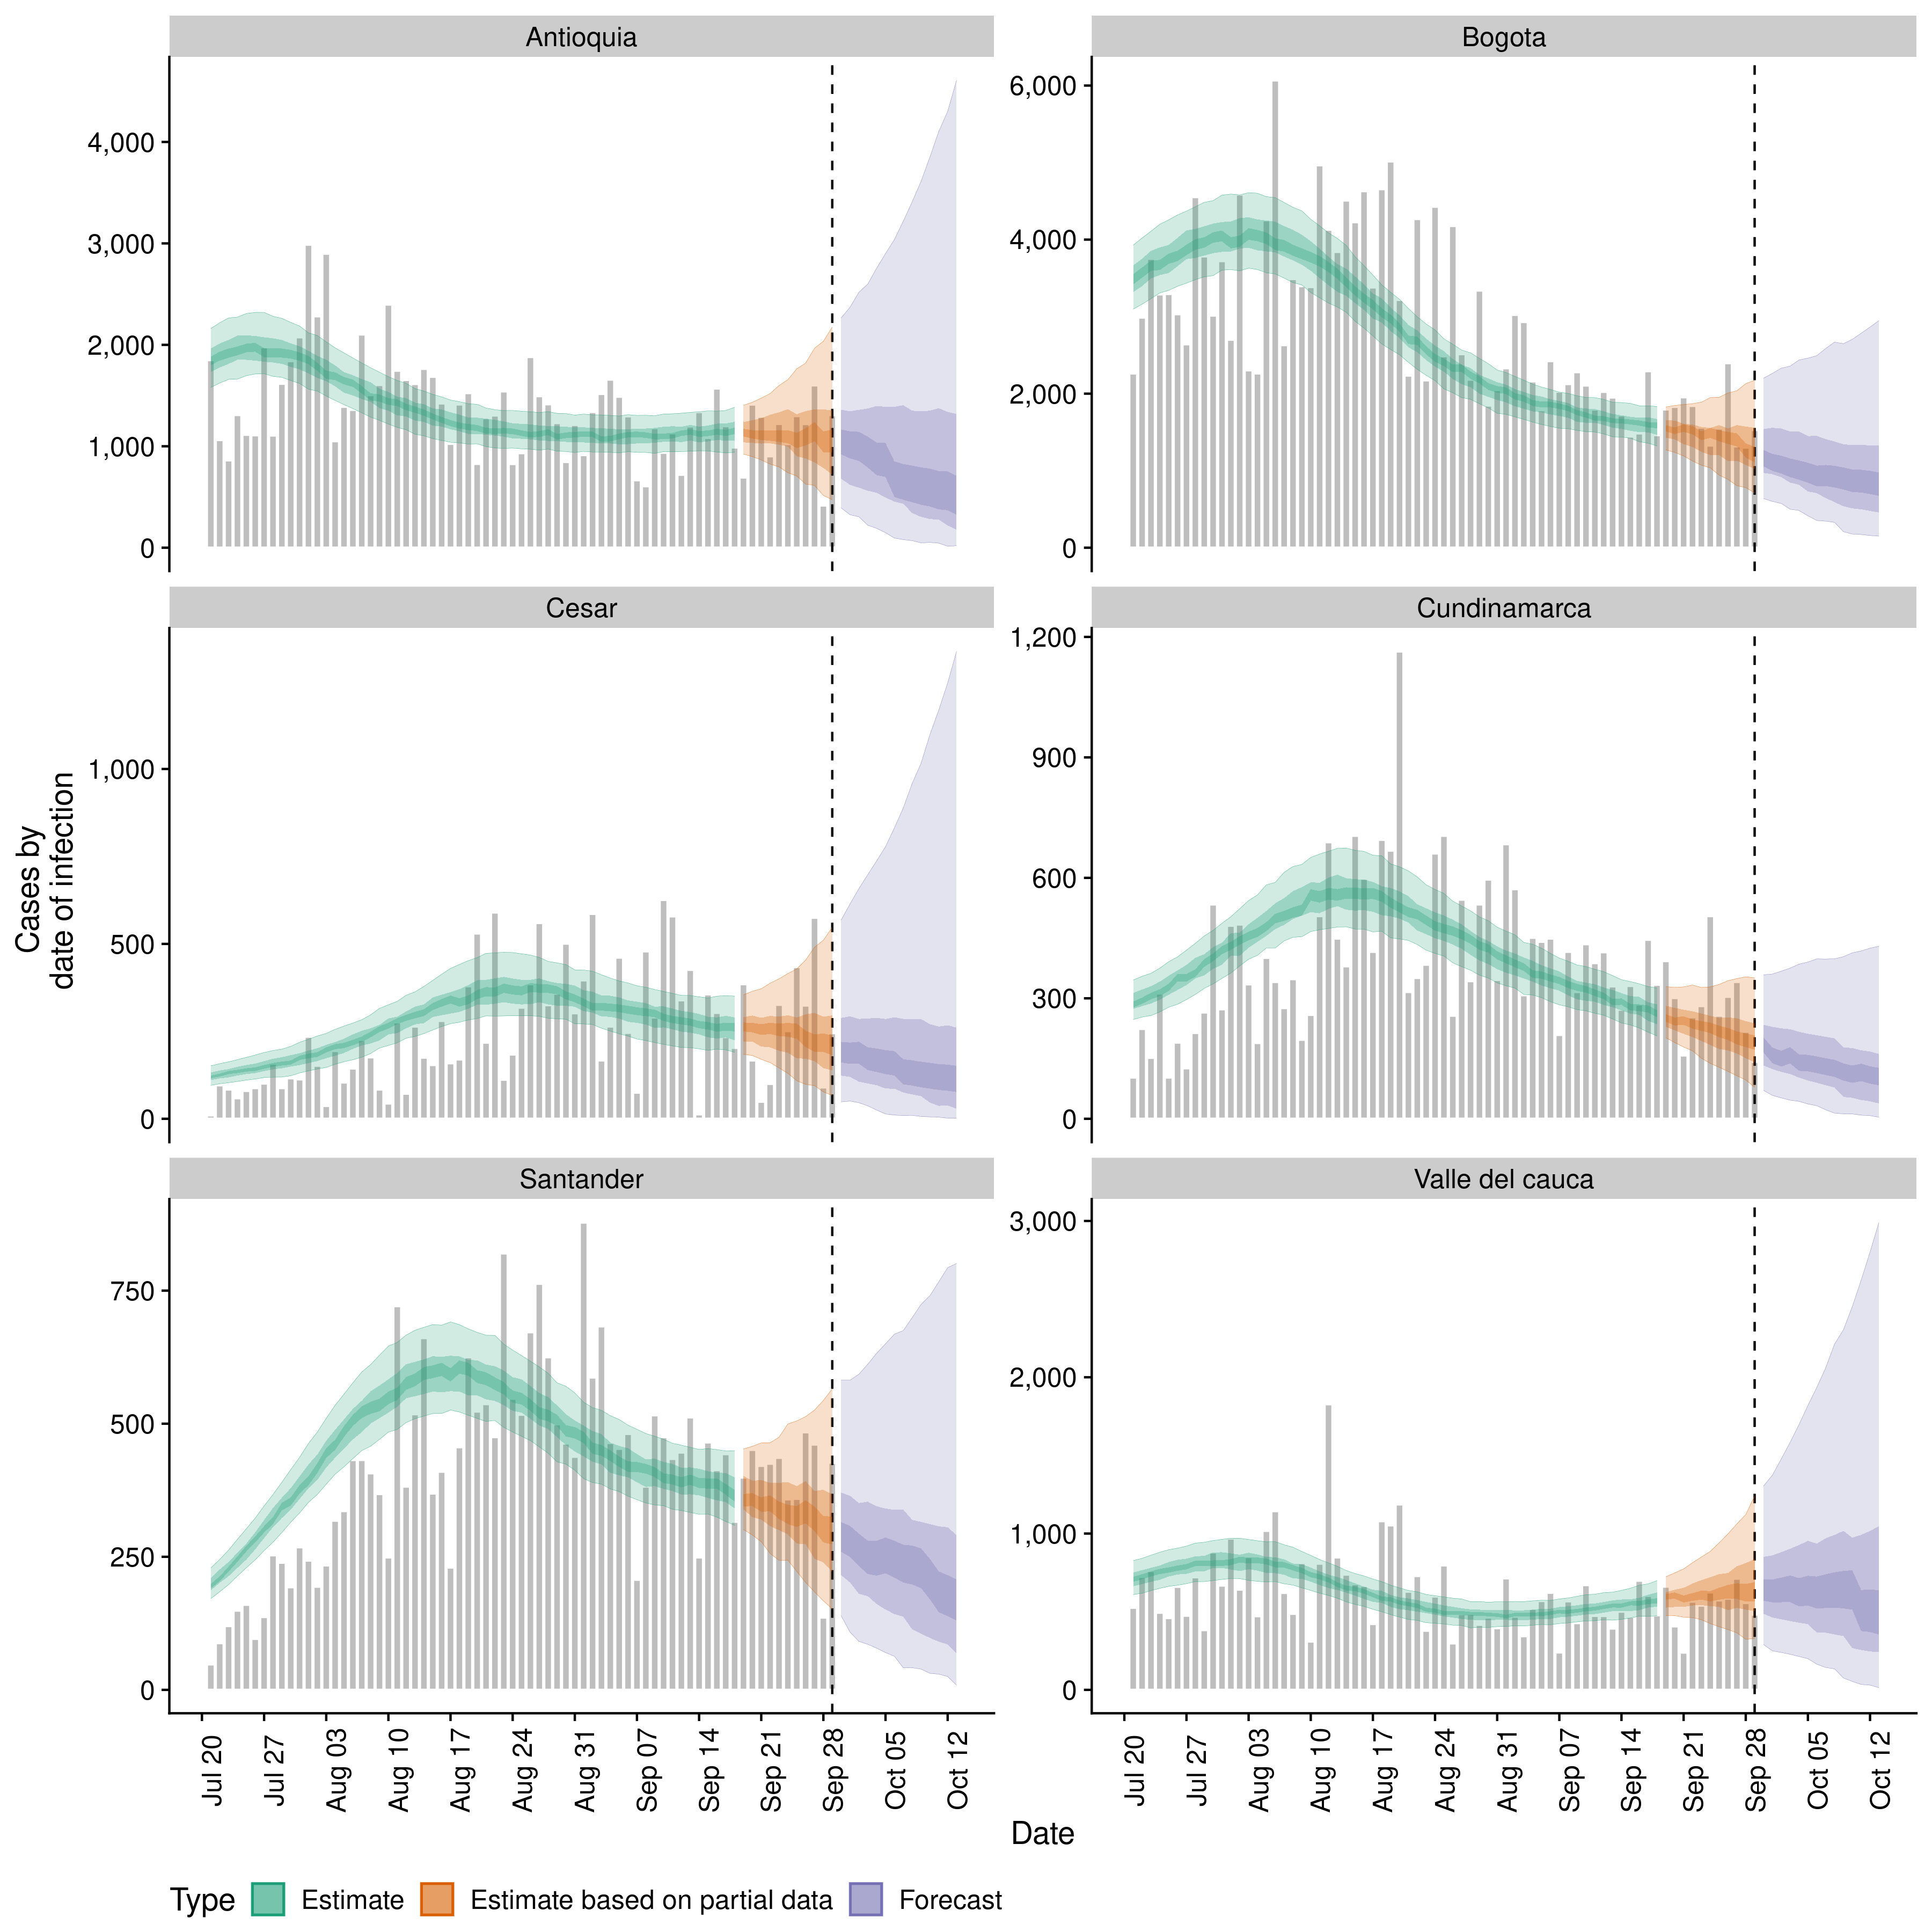 Antioquia
Bogota
4,000
3,000
2,000
1,000
0
6,000
4,000
2,000
0
Cesar
Cundinamarca
1,000
500
0
1,200
900
600
300
0
Cases by
date of infection
Santander
Valle del cauca
750
500
250
0
3,000
2,000
1,000
0
Jul 20
Jul 27
Aug 03
Aug 10
Aug 17
Aug 24
Aug 31
Sep 07
Sep 14
Sep 21
Sep 28
Oct 05
Oct 12
Jul 20
Jul 27
Aug 03
Aug 10
Aug 17
Aug 24
Aug 31
Sep 07
Sep 14
Sep 21
Sep 28
Oct 05
Oct 12
Date
Type Estimate Estimate based on partial data Forecast